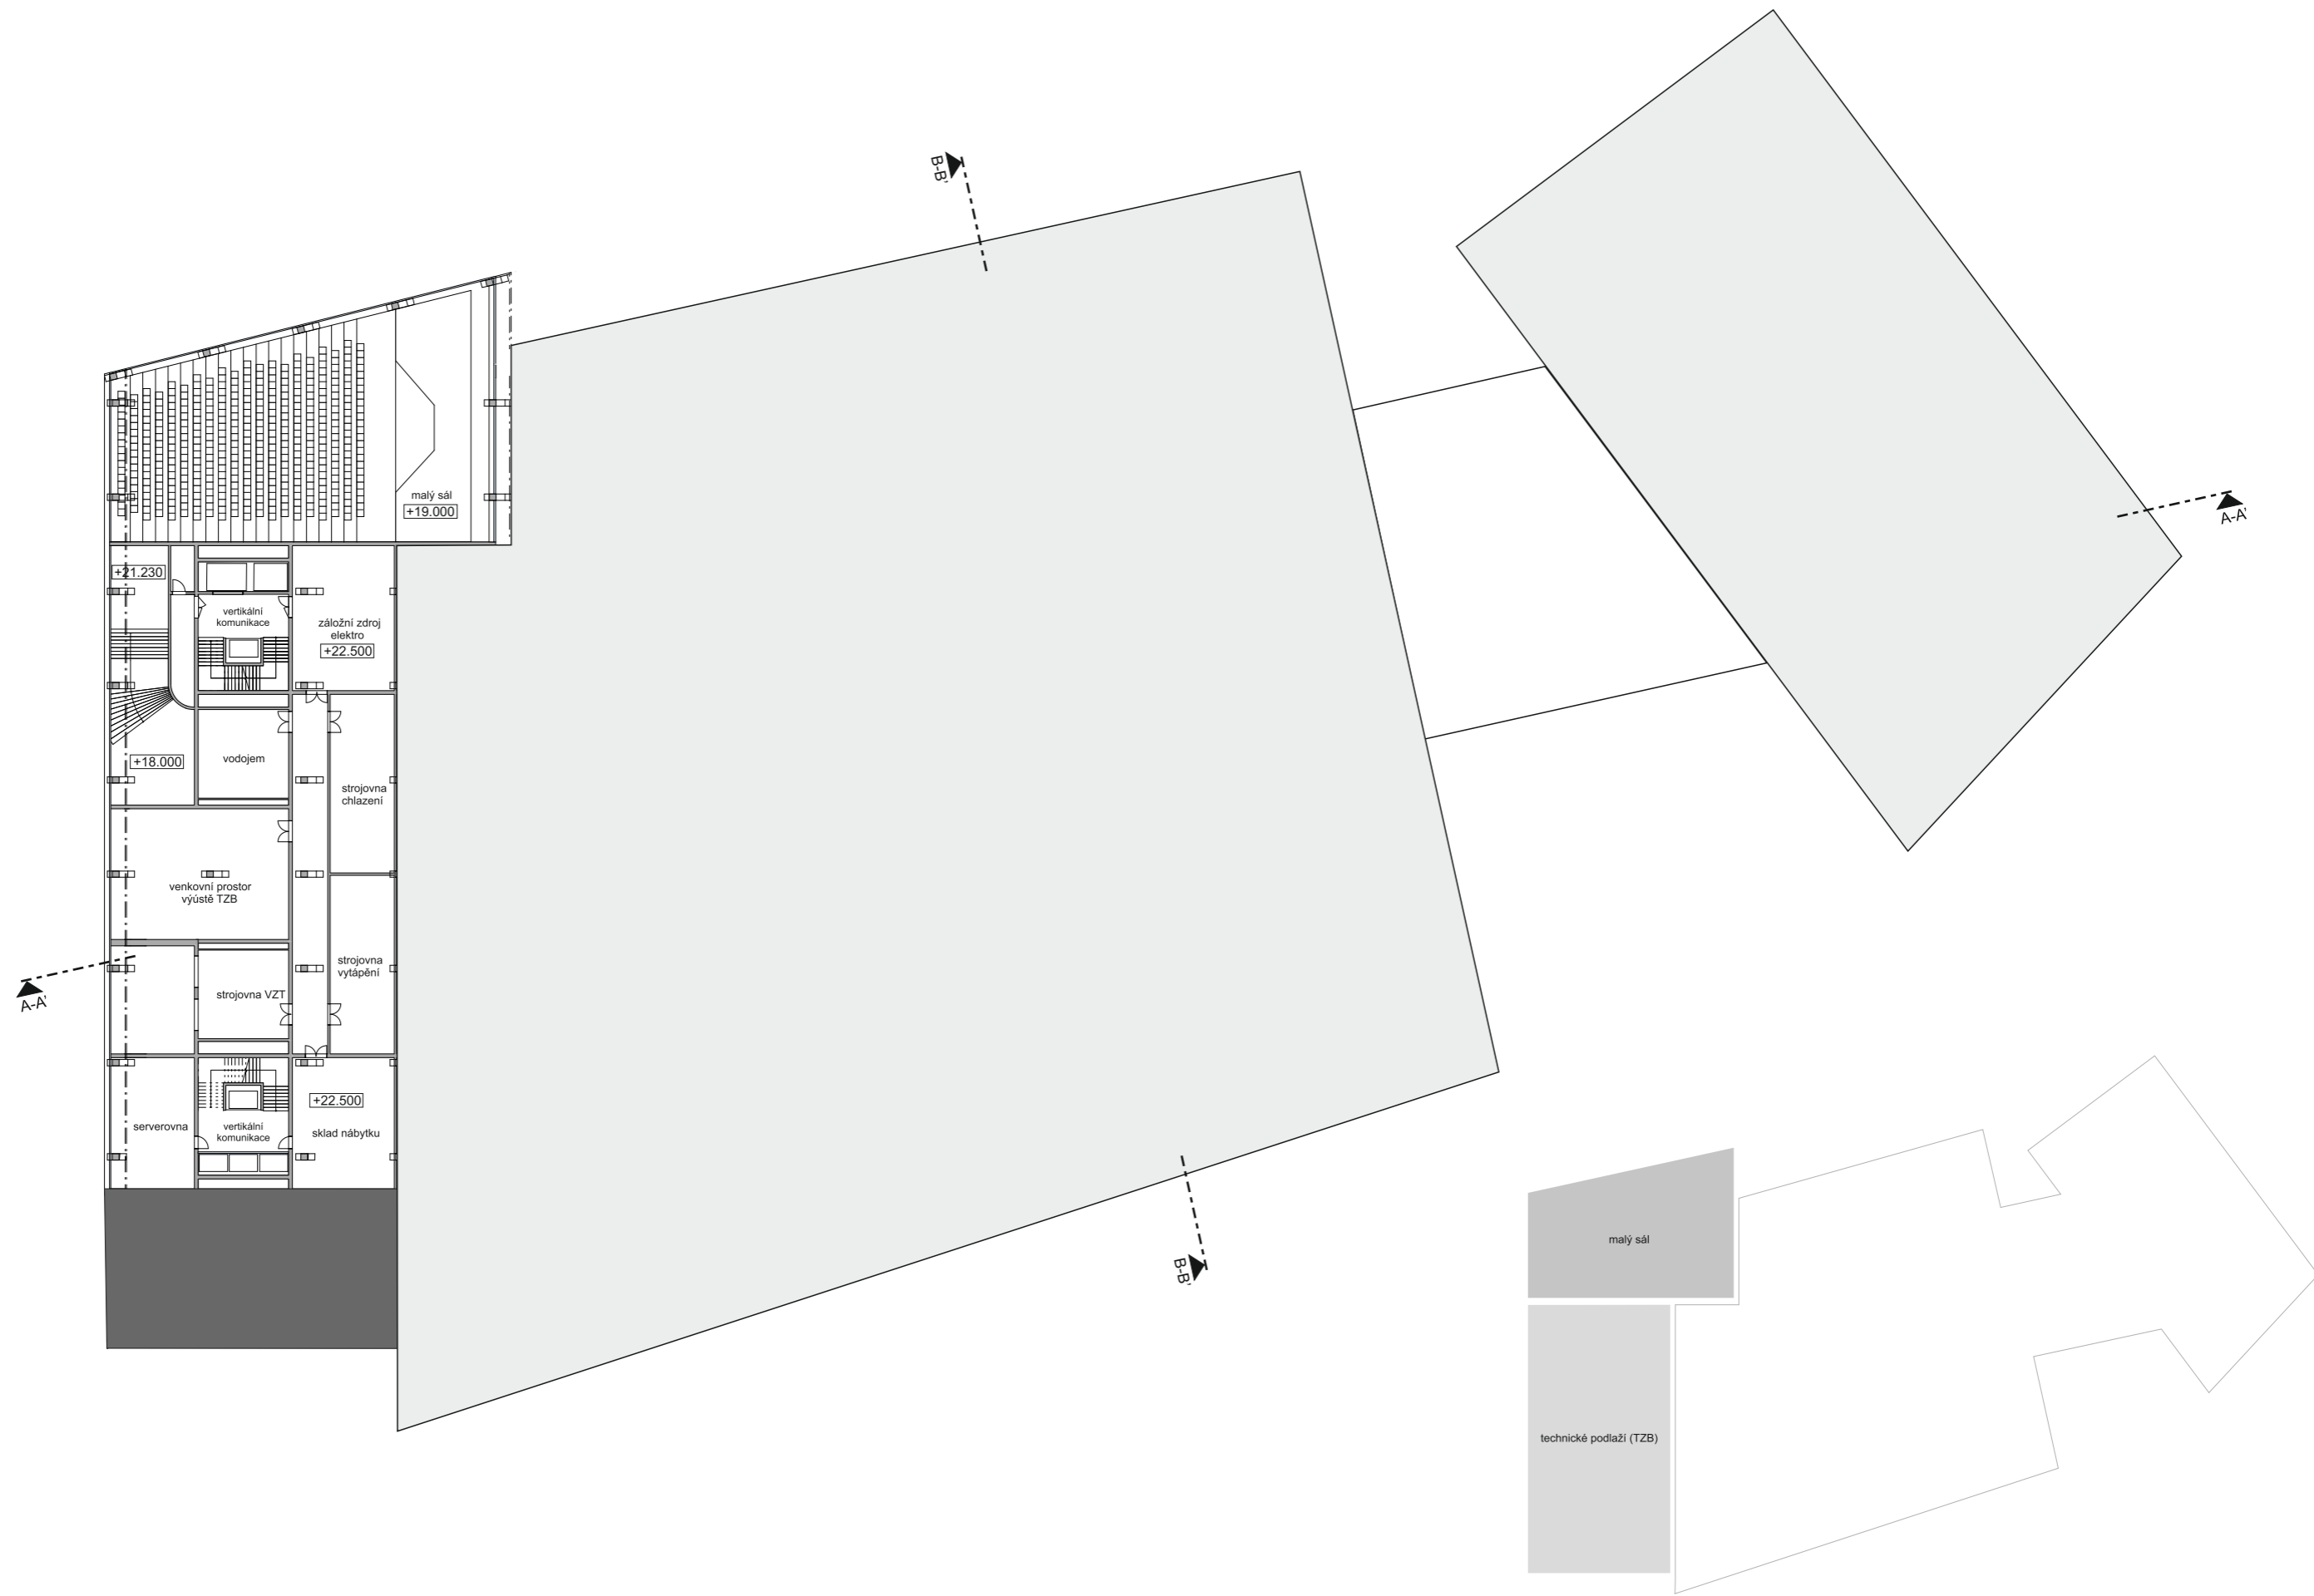 B-B'
malý sál
+19.000
A-A'
+21.230
vertikální
komunikace
záložní zdroj
elektro
+22.500
+18.000
vodojem
strojovna
chlazení
venkovní prostor
výústě TZB
strojovna
vytápění
strojovna VZT
A-A'
+22.500
serverovna
vertikální
komunikace
sklad nábytku
B-B'
malý sál
technické podlaží (TZB)